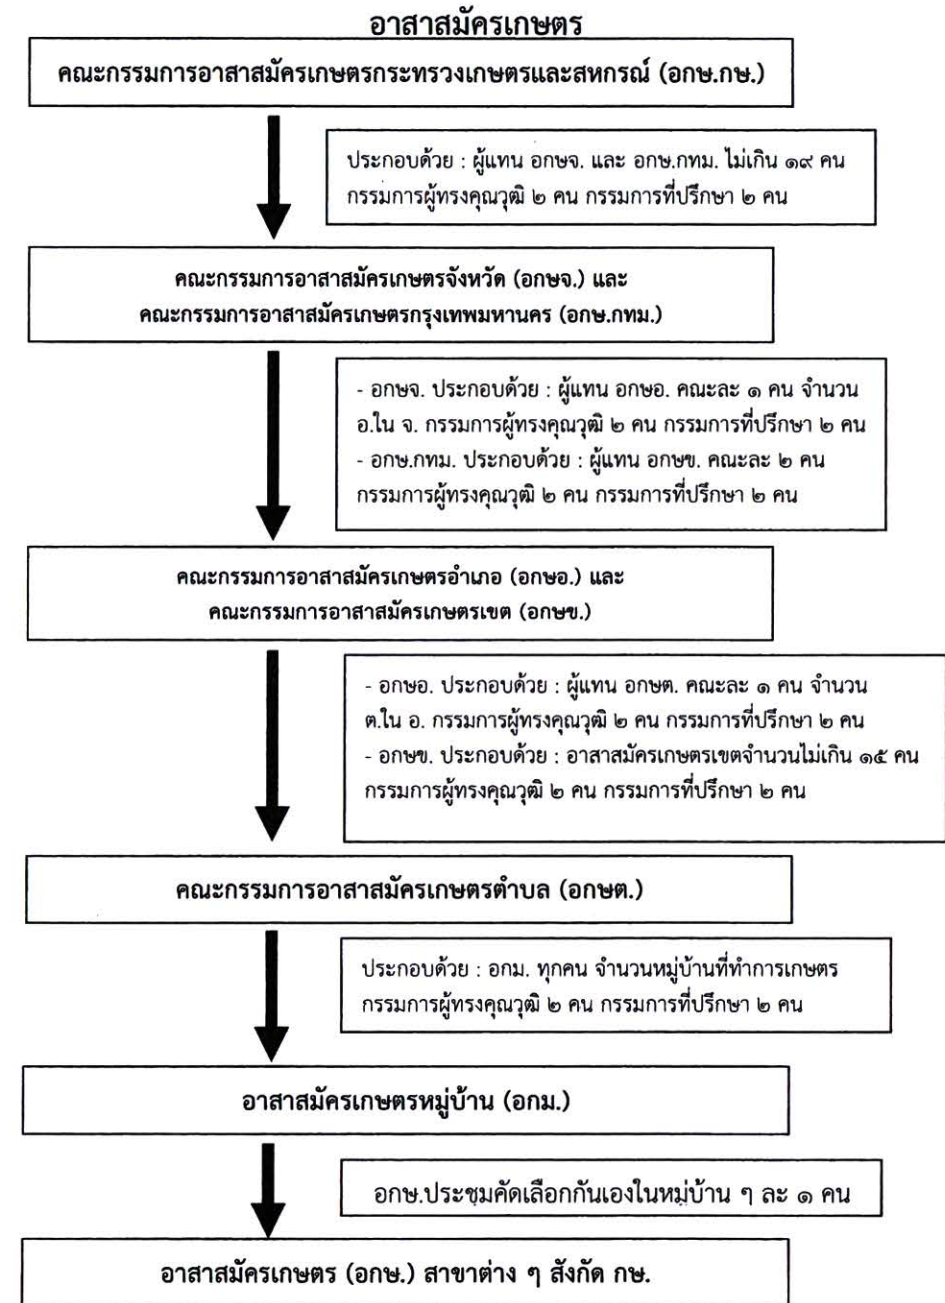 อาสาสมัครเกษตร
คณะกรรมการอาสาสมัครเกษตรกระทรวงเกษตรและสหกรณ์ (อกษ.กษ.)
ประกอบด้วย : ผู้แทน อกษจ. และ อกษ.กทม. ไม่เกิน ๑๙ คน
กรรมการผู้ทรงคุณวุฒิ ๒ คน กรรมการที่ปรึกษา ๒ คน
คณะกรรมการอาสาสมัครเกษตรจังหวัด (อกษจ.) และ
คณะกรรมการอาสาสมัครเกษตรกรุงเทพมหานคร (อกษ.กทม.)
- อกษจ. ประกอบด้วย : ผู้แทน อกษอ. คณะละ ๑ คน จำนวน
อ.ใน จ. กรรมการผู้ทรงคุณวุฒิ ๒ คน กรรมการที่ปรึกษา ๒ คน
- อกษ.กทม. ประกอบด้วย : ผู้แทน อกษข. คณะละ ๒ คน
กรรมการผู้ทรงคุณวุฒิ ๒ คน กรรมการที่ปรึกษา ๒ คน
คณะกรรมการอาสาสมัครเกษตรอำเภอ (อกษอ.) และ
คณะกรรมการอาสาสมัครเกษตรเขต (อกษข.)
- อกษอ. ประกอบด้วย : ผู้แทน อกษต. คณะละ ๑ คน จำนวน
ต.ใน อ. กรรมการผู้ทรงคุณวุฒิ ๒ คน กรรมการที่ปรึกษา ๒ คน
- อกษข. ประกอบด้วย : อาสาสมัครเกษตรเขตจำนวนไม่เกิน ๑๕ คน
กรรมการผู้ทรงคุณวุฒิ ๒ คน กรรมการที่ปรึกษา ๒ คน
คณะกรรมการอาสาสมัครเกษตรตำบล (อกษต.)
ประกอบด้วย : อกม. ทุกคน จำนวนหมู่บ้านที่ทำการเกษตร
กรรมการผู้ทรงคุณวุฒิ ๒ คน กรรมการที่ปรึกษา ๒ คน
อาสาสมัครเกษตรหมู่บ้าน (อกม.)
อกษ.ประชุมคัดเลือกกันเองในหมู่บ้าน ๆ ละ ๑ คน
อาสาสมัครเกษตร (อกษ.) สาขาต่าง ๆ สังกัด กษ.